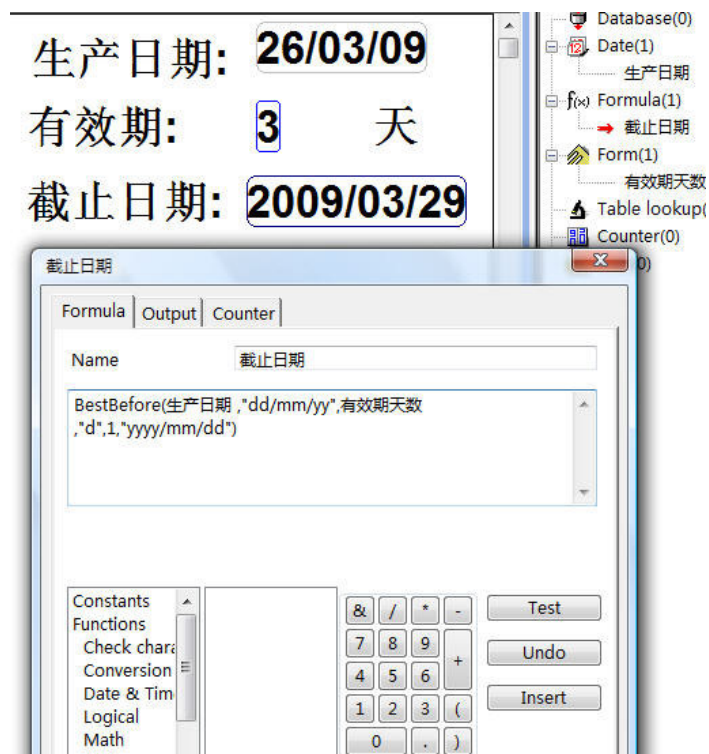 生产日期: 26/03/09
有效期: 3 天
截止日期: 2009/03/29
Database(0)
Date(1)
生产日期
f(x) Formula(1)
截止日期
Form(1)
有效期天数
Table lookup(
Counter(0)
0)
截止日期
Formula Output Counter
Name 截止日期
BestBefore(生产日期 ,"dd/mm/yy",有效期天数
,"d",1,"yyyy/mm/dd")
Constants
Functions
Check chara
Conversion
Date & Tim
Logical
Math
& / * -
7 8 9 +
4 5 6
1 2 3 (
0 . )
Test
Undo
Insert